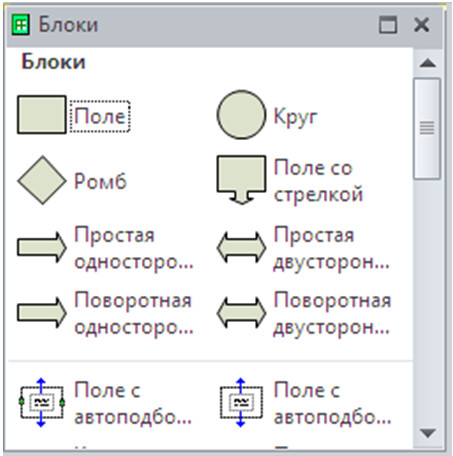 Блоки
Блоки
Поле
Круг
Ромб
Поле со
стрелкой
Простая
односторо...
Простая
двусторон...
Поворотная
односторо...
Поворотная
двусторон...
Поле с
автоподбо...
Поле с
автоподбо...